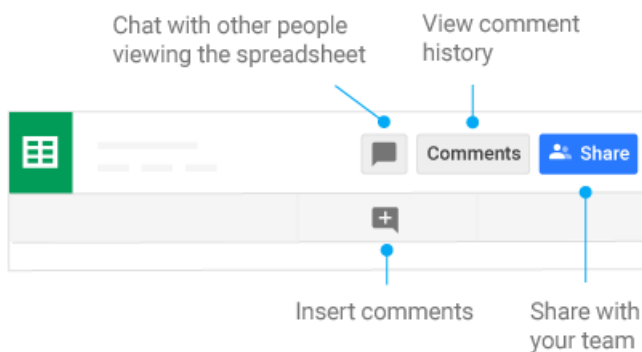 Chat with other people
viewing the spreadsheet
View comment
history
Comments
Share
Insert comments
Share with
your team